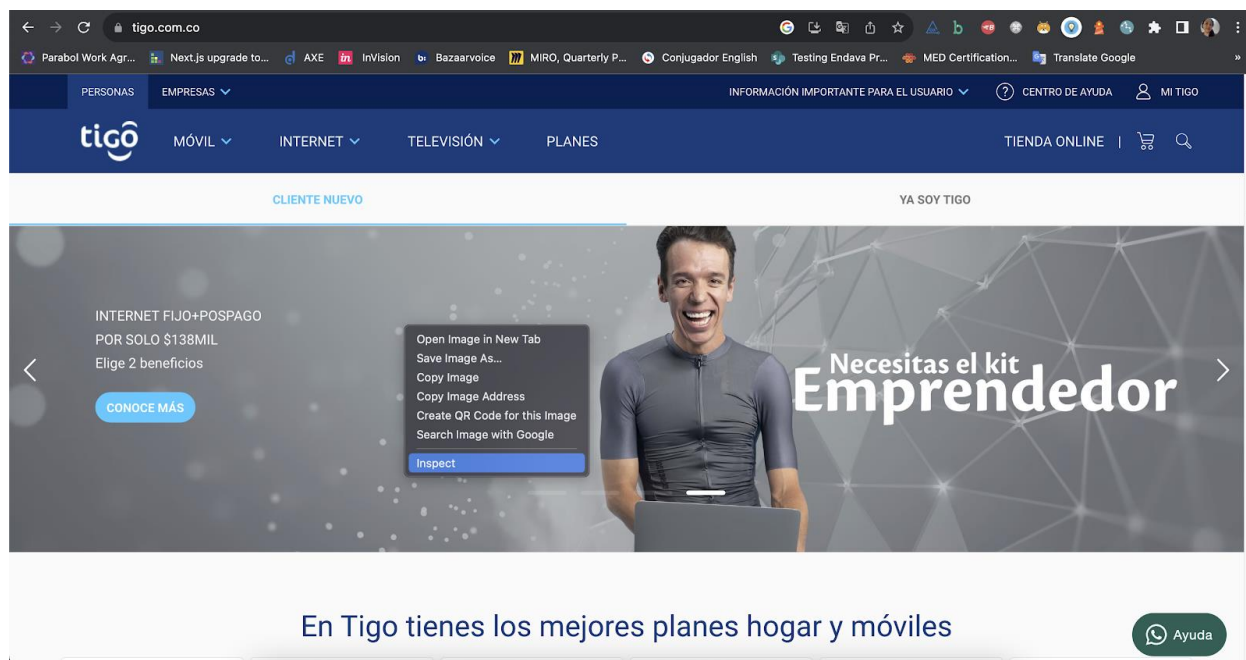 tigo.com.co
Parabol Work Agr... Next.js upgrade to... AXE InVision Bazaarvoice MIRO, Quarterly P... Conjugador English Testing Endava Pr... MED Certification... Translate Google »
PERSONAS EMPRESAS INFORMACIÓN IMPORTANTE PARA EL USUARIO ? CENTRO DE AYUDA MI TIGO
tigô MÓVIL INTERNET TELEVISIÓN PLANES TIENDA ONLINE |
CLIENTE NUEVO YA SOY TIGO
INTERNET FIJO+POSPAGO
POR SOLO $138MIL
Elige 2 beneficios
CONOCE MÁS
Open Image in New Tab
Save Image As...
Copy Image
Copy Image Address
Create QR Code for this Image
Search Image with Google
Inspect
Necesitas el kit
Emprendedor
En Tigo tienes los mejores planes hogar y móviles
Ayuda